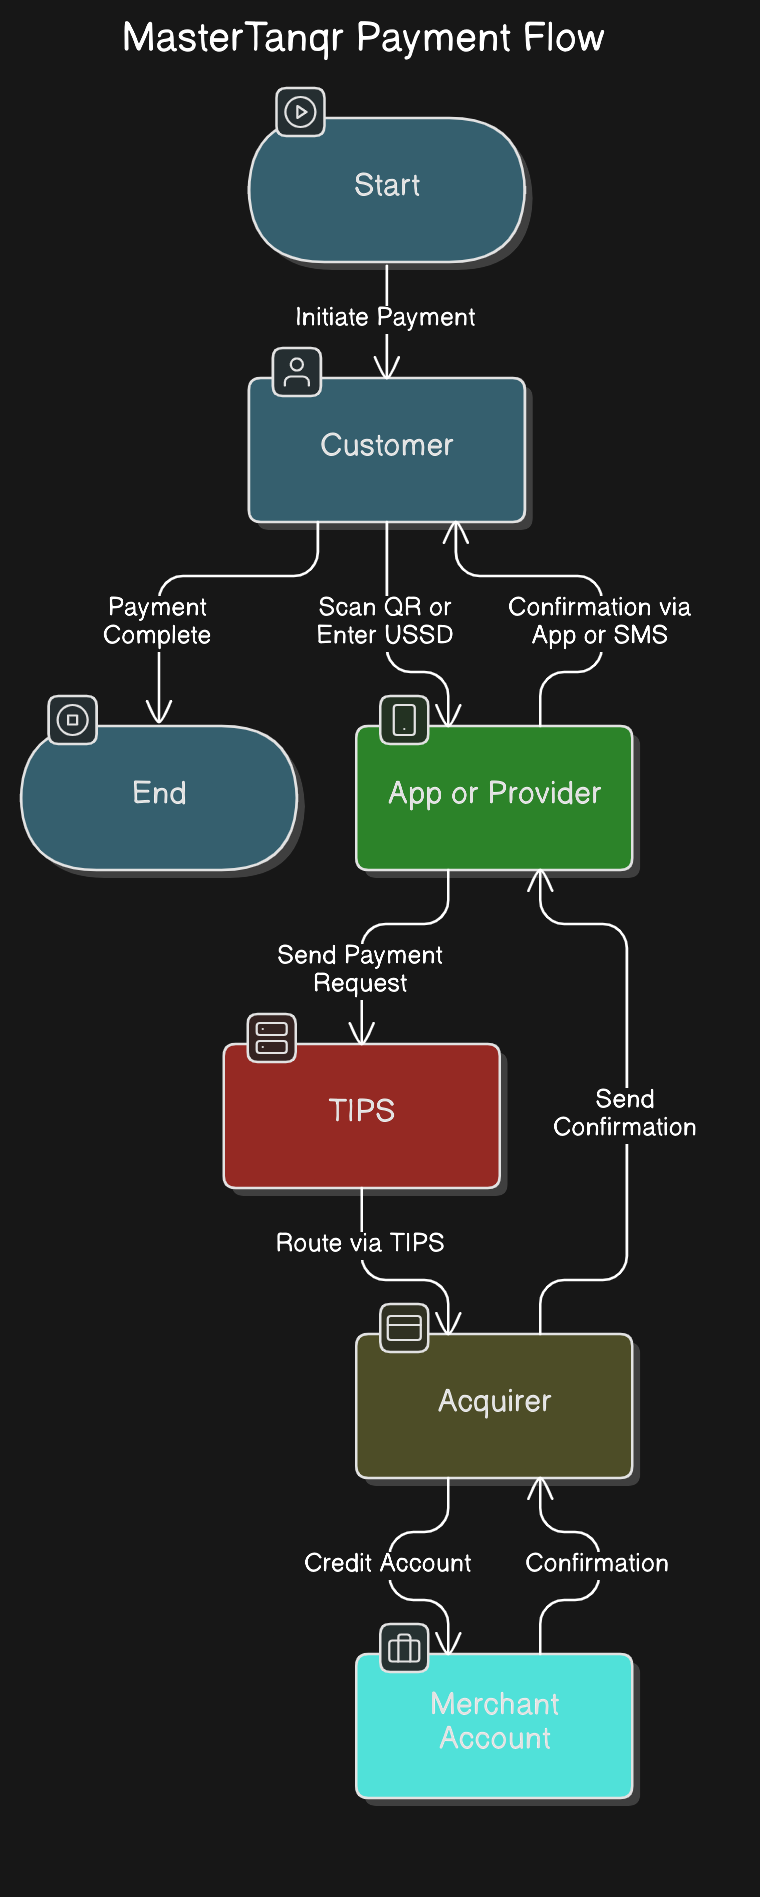 MasterTanqr Payment Flow
Start
Initiate Payment
Customer
Payment
Complete
Scan QR or
Enter USSD
Confirmation via
App or SMS
End
App or Provider
Send Payment
Request
TIPS
Send
Confirmation
Route via TIPS
Acquirer
Credit Account
Confirmation
Merchant
Account